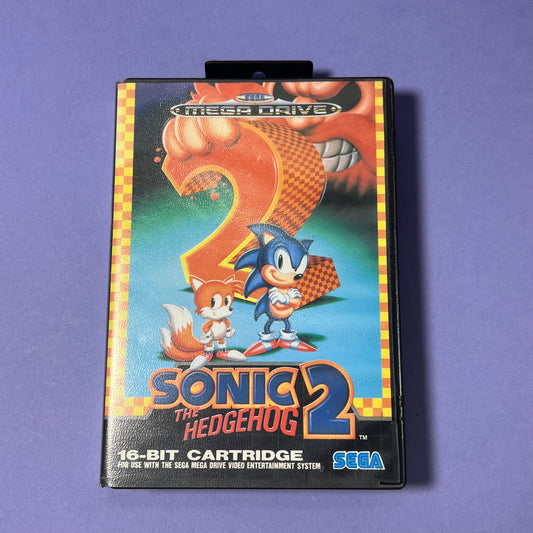 SEGA
MEGA DRIVE
2
SONIC
THE
HEDGEHOG 2
TM
16-BIT CARTRIDGE
FOR USE WITH THE SEGA MEGA DRIVE VIDEO ENTERTAINMENT SYSTEM
SEGA